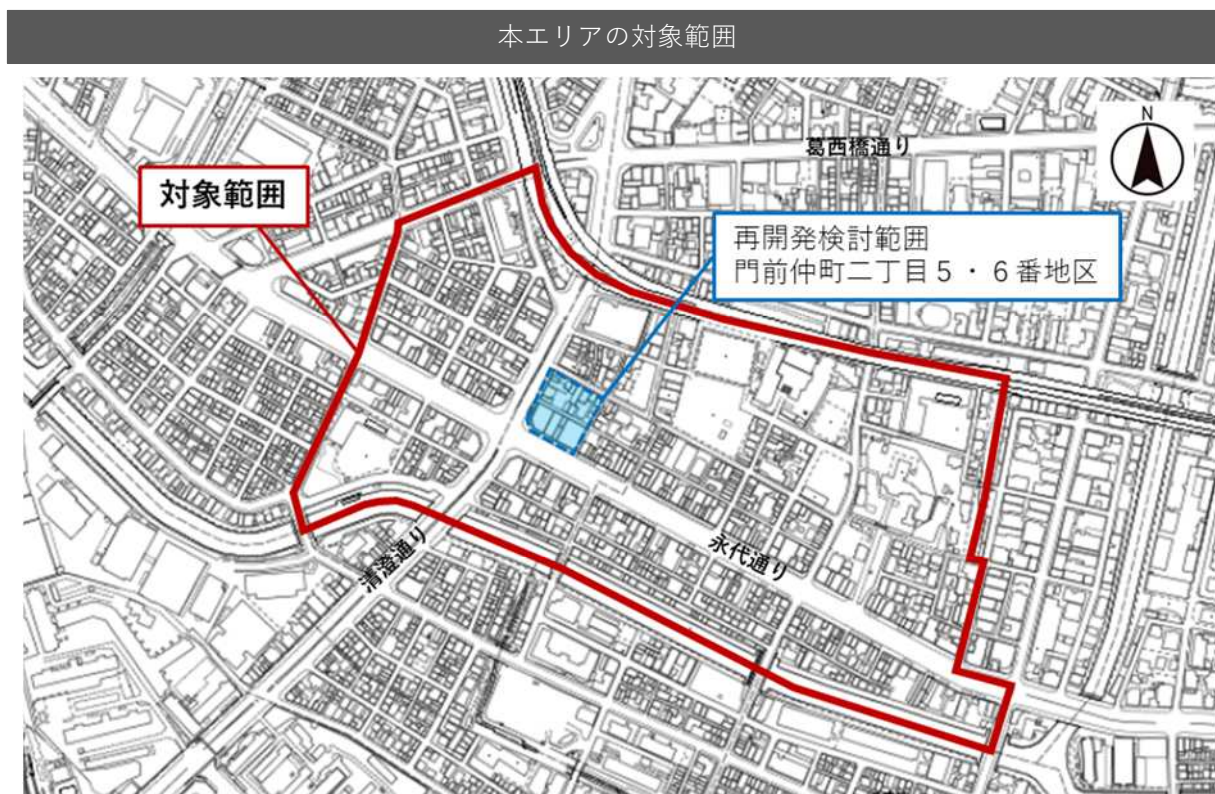 本エリアの対象範囲
N
葛西橋通り
対象範囲
再開発検討範囲
門前仲町二丁目５・６番地区
永代通り
清澄通り